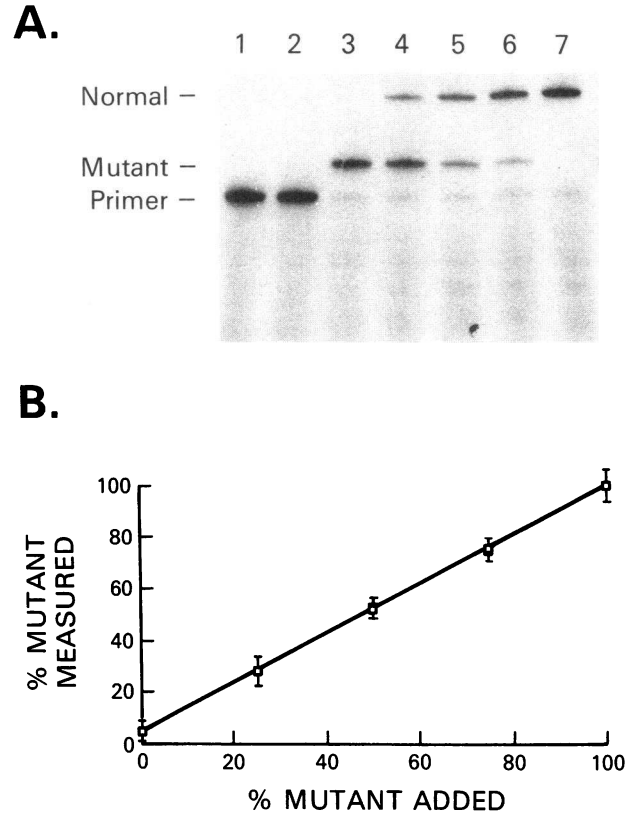 A.
1 2 3 4 5 6 7
Normal –
Mutant –
Primer –
B.
% MUTANT
MEASURED
100
80
60
40
20
0
0 20 40 60 80 100
% MUTANT ADDED